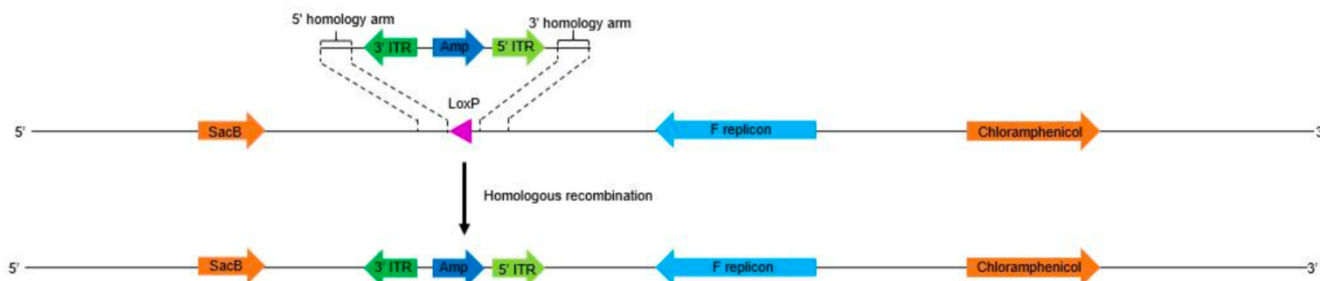 5' homology arm 3' homology arm
3' ITR Amp 5' ITR
LoxP
5' SacB F replicon Chloramphenicol 3'
Homologous recombination
5' SacB 3' ITR Amp 5' ITR F replicon Chloramphenicol 3'